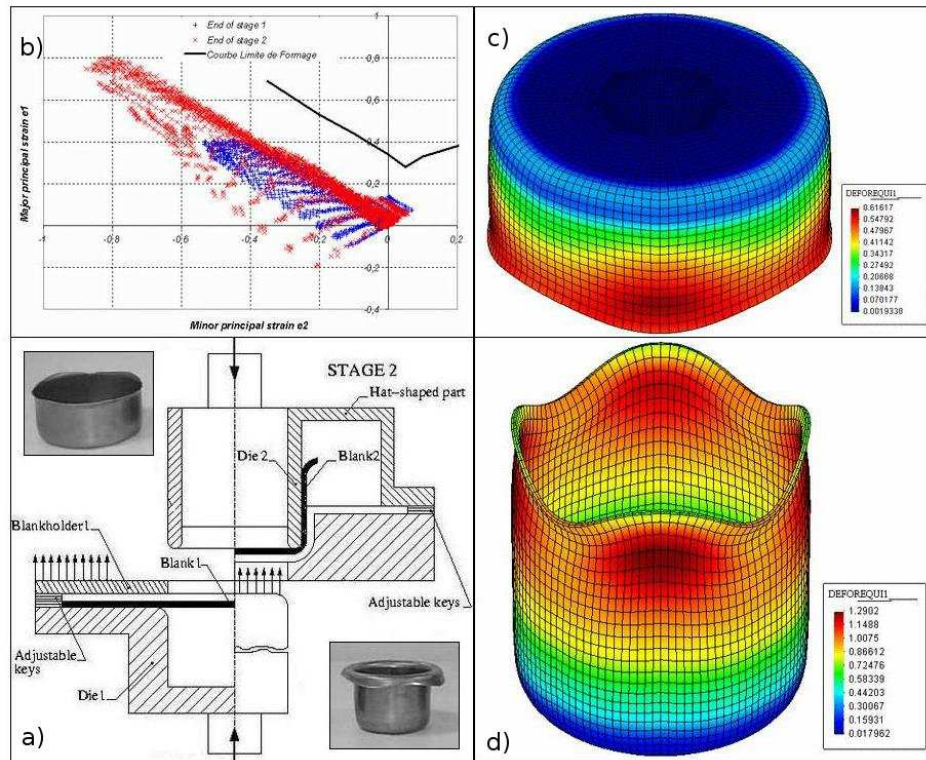 b)
End of stage 1
End of stage 2
Courbe Limite de Formage
1
0,8
0,6
0,4
0,2
0
-0,2
-0,4
-1
-0,8
-0,6
-0,4
-0,2
0
0,2
Major principal strain e1
Minor principal strain e2
c)
DEFOREQUI1
0.61617
0.54792
0.47967
0.41142
0.34317
0.27492
0.20668
0.13843
0.070177
0.0019338
STAGE 2
Hat-shaped part
Die 2
Blank2
Blankholder1
Blank1
Adjustable keys
Adjustable
keys
Die1
a)
DEFOREQUI1
1.2902
1.1488
1.0075
0.86612
0.72476
0.58339
0.44203
0.30067
0.15931
0.017962
d)